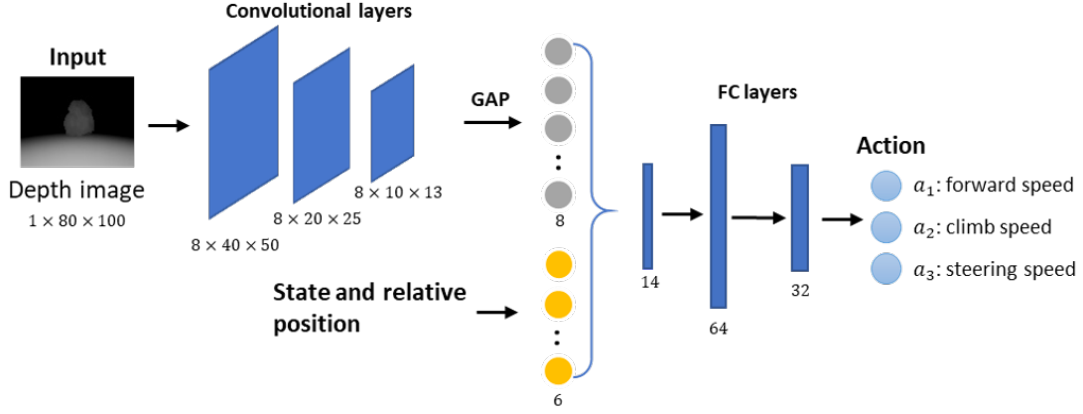 Convolutional layers
Input
Depth image
1 × 80 × 100
8 × 40 × 50
8 × 20 × 25
8 × 10 × 13
GAP
8
State and relative
position
6
FC layers
14
64
32
Action
a₁: forward speed
a₂: climb speed
a₃: steering speed